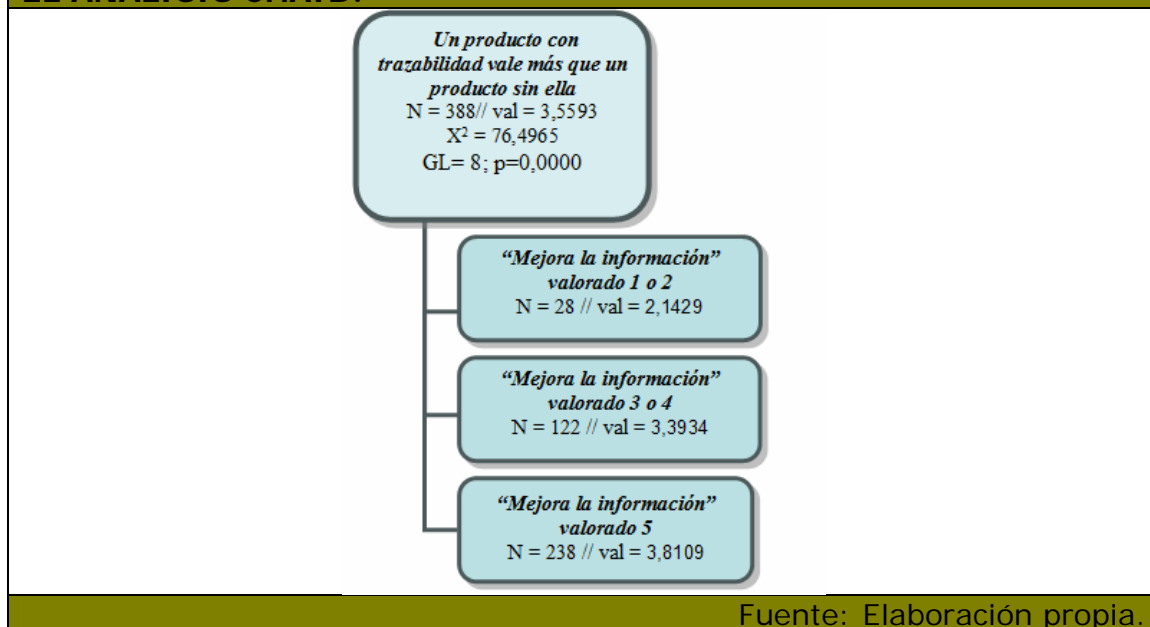 Un producto con
trazabilidad vale más que un
producto sin ella
N = 388// val = 3,5593
X² = 76,4965
GL= 8; p=0,0000
“Mejora la información”
valorado 1 o 2
N = 28 // val = 2,1429
“Mejora la información”
valorado 3 o 4
N = 122 // val = 3,3934
“Mejora la información”
valorado 5
N = 238 // val = 3,8109
Fuente: Elaboración propia.